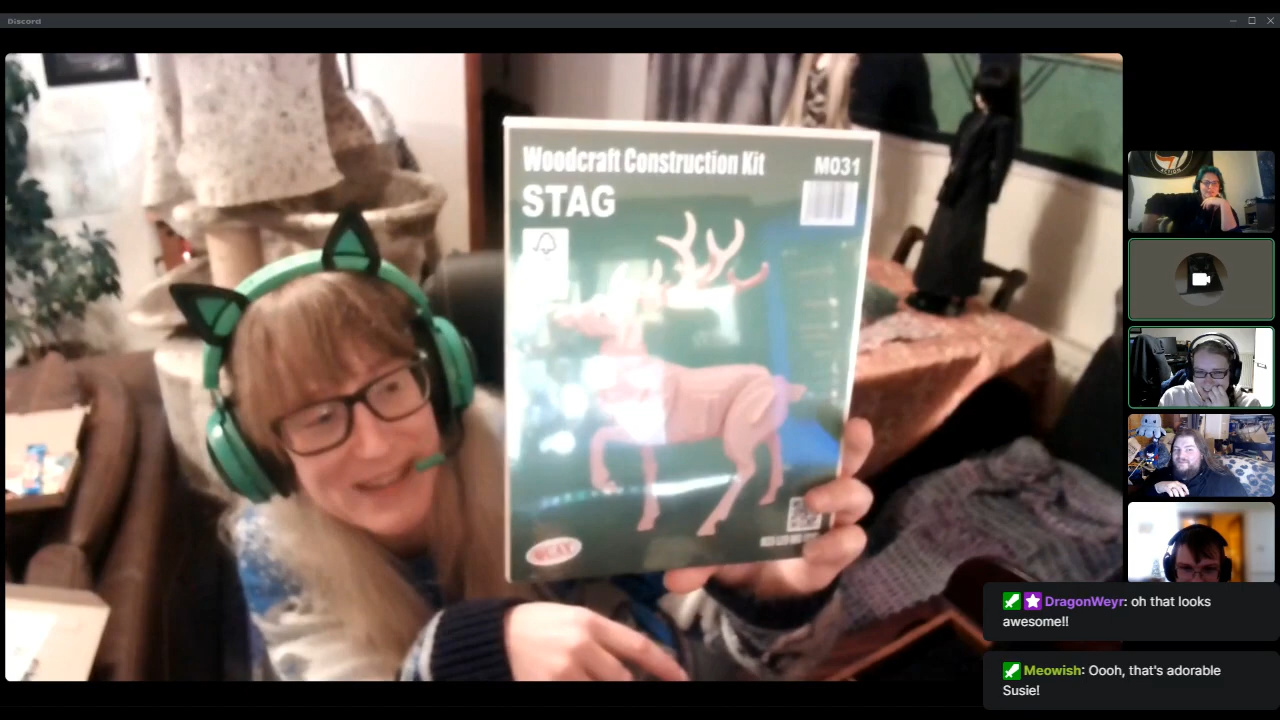 Discord
Woodcraft Construction Kit
M031
STAG
DragonWeyr: oh that looks
awesome!!
Meowish: Oooh, that's adorable
Susie!